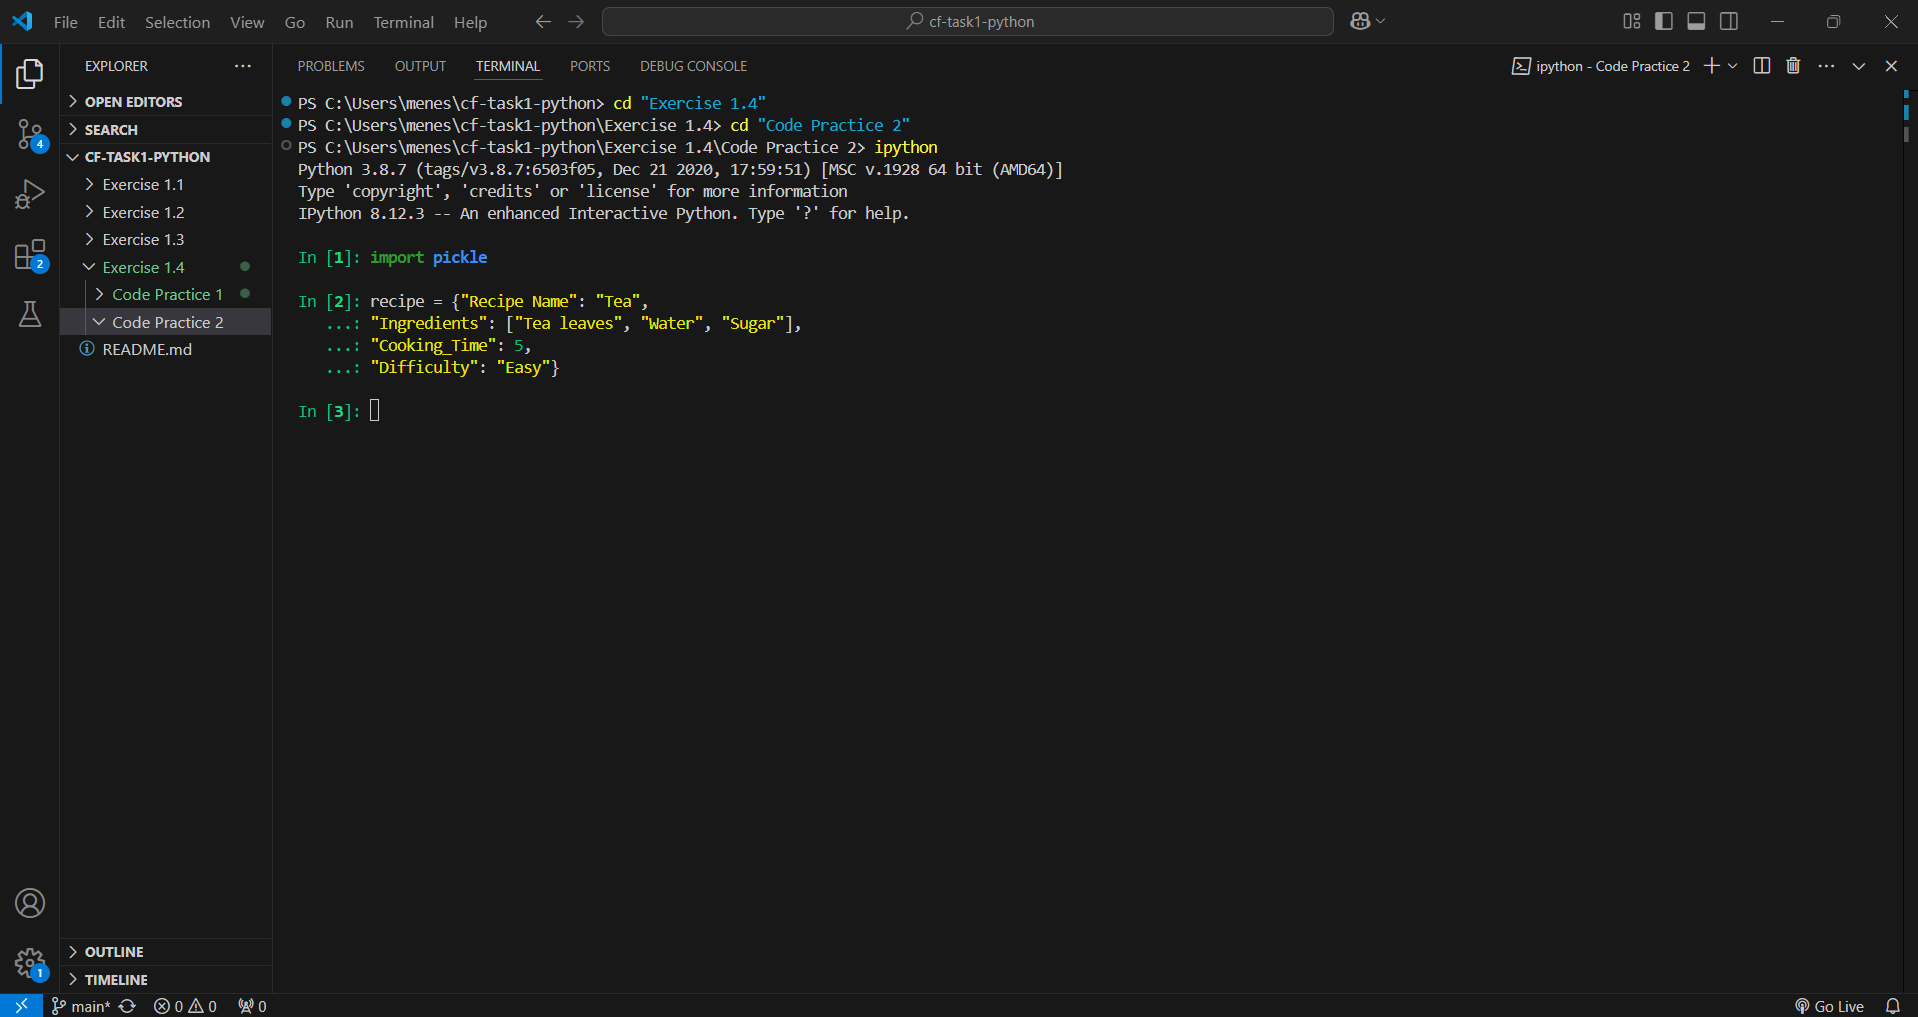 File Edit Selection View Go Run Terminal Help
cf-task1-python
EXPLORER
PROBLEMS OUTPUT TERMINAL PORTS DEBUG CONSOLE
ipython - Code Practice 2
OPEN EDITORS
SEARCH
CF-TASK1-PYTHON
Exercise 1.1
Exercise 1.2
Exercise 1.3
Exercise 1.4
Code Practice 1
Code Practice 2
README.md
4
2
PS C:\Users\menes\cf-task1-python> cd "Exercise 1.4"
PS C:\Users\menes\cf-task1-python\Exercise 1.4> cd "Code Practice 2"
PS C:\Users\menes\cf-task1-python\Exercise 1.4\Code Practice 2> ipython
Python 3.8.7 (tags/v3.8.7:6503f05, Dec 21 2020, 17:59:51) [MSC v.1928 64 bit (AMD64)]
Type 'copyright', 'credits' or 'license' for more information
IPython 8.12.3 -- An enhanced Interactive Python. Type '?' for help.
In [1]: import pickle
In [2]: recipe = {"Recipe Name": "Tea",
...: "Ingredients": ["Tea leaves", "Water", "Sugar"],
...: "Cooking_Time": 5,
...: "Difficulty": "Easy"}
In [3]:
OUTLINE
TIMELINE
1
main* 0 0 0
Go Live